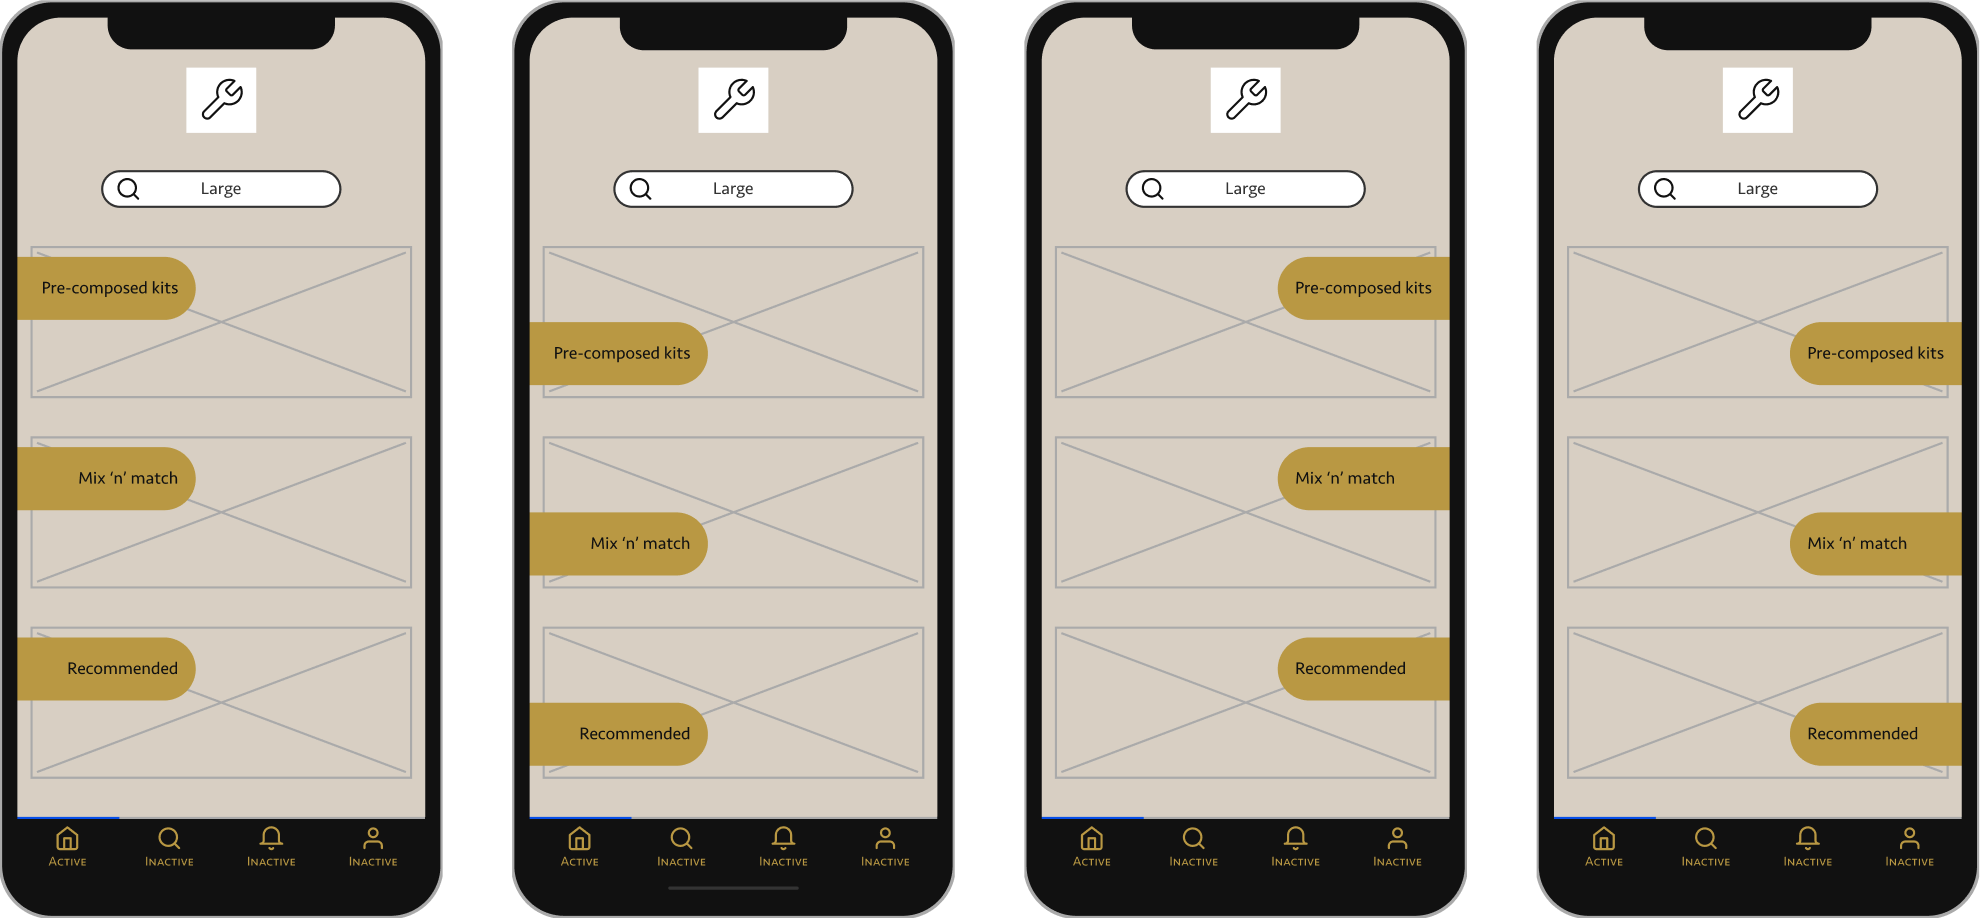 Large
Pre-composed kits
Mix ‘n’ match
Recommended
Active Inactive Inactive Inactive
Large
Pre-composed kits
Mix ‘n’ match
Recommended
Active Inactive Inactive Inactive
Large
Pre-composed kits
Mix ‘n’ match
Recommended
Active Inactive Inactive Inactive
Large
Pre-composed kits
Mix ‘n’ match
Recommended
Active Inactive Inactive Inactive